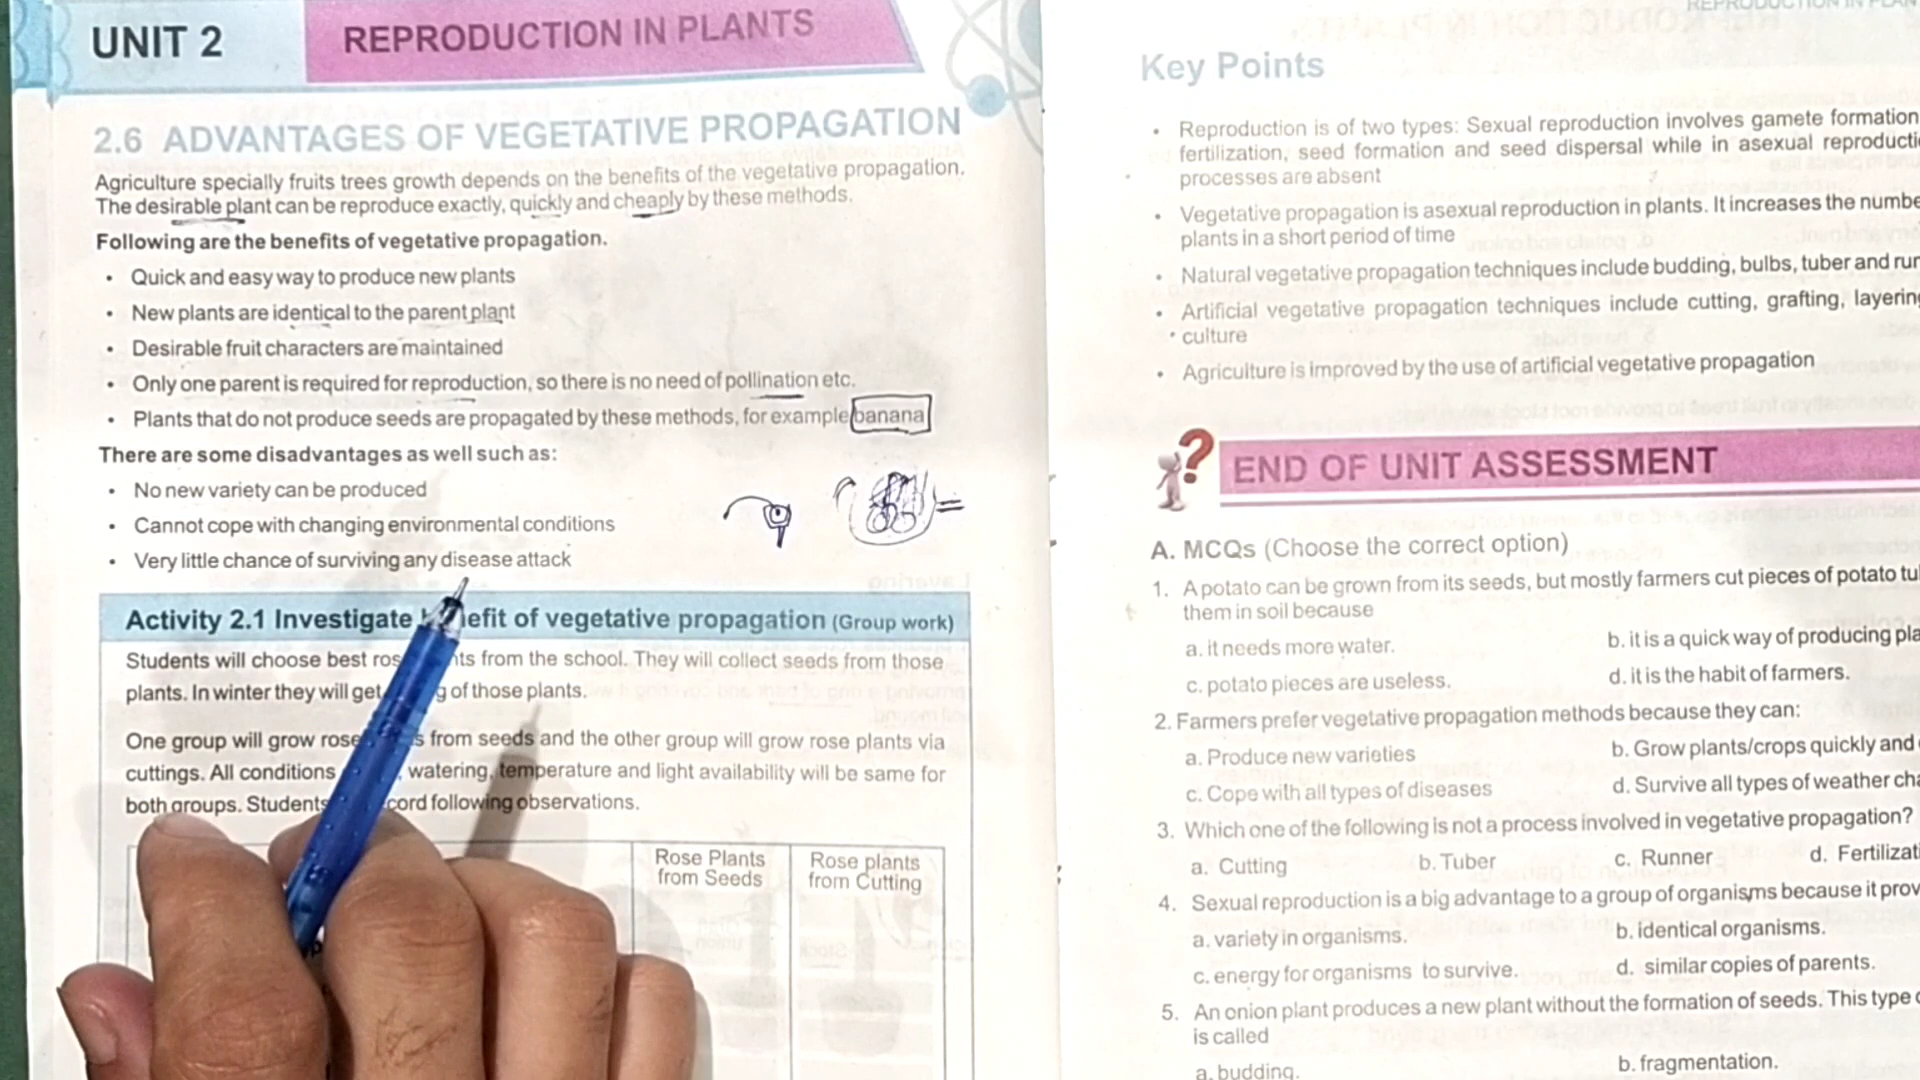 UNIT 2
REPRODUCTION IN PLANTS
2.6 ADVANTAGES OF VEGETATIVE PROPAGATION
Agriculture specially fruits trees growth depends on the benefits of the vegetative propagation.
The desirable plant can be reproduce exactly, quickly and cheaply by these methods.
Following are the benefits of vegetative propagation.
• Quick and easy way to produce new plants
• New plants are identical to the parent plant
• Desirable fruit characters are maintained
• Only one parent is required for reproduction, so there is no need of pollination etc.
• Plants that do not produce seeds are propagated by these methods, for example banana
There are some disadvantages as well such as:
• No new variety can be produced
• Cannot cope with changing environmental conditions
• Very little chance of surviving any disease attack
Activity 2.1 Investigate efit of vegetative propagation (Group work)
Students will choose best ros ts from the school. They will collect seeds from those
plants. In winter they will get g of those plants.
One group will grow rose s from seeds and the other group will grow rose plants via
cuttings. All conditions , watering, temperature and light availability will be same for
both groups. Students cord following observations.
Rose Plants
from Seeds
Rose plants
from Cutting
Key Points
• Reproduction is of two types: Sexual reproduction involves gamete formation
fertilization, seed formation and seed dispersal while in asexual reproducti
processes are absent
• Vegetative propagation is asexual reproduction in plants. It increases the numbe
plants in a short period of time
• Natural vegetative propagation techniques include budding, bulbs, tuber and run
• Artificial vegetative propagation techniques include cutting, grafting, layering
culture
• Agriculture is improved by the use of artificial vegetative propagation
END OF UNIT ASSESSMENT
A. MCQs (Choose the correct option)
1. A potato can be grown from its seeds, but mostly farmers cut pieces of potato tu
them in soil because
a. it needs more water.
b. it is a quick way of producing pla
c. potato pieces are useless.
d. it is the habit of farmers.
2. Farmers prefer vegetative propagation methods because they can:
a. Produce new varieties
b. Grow plants/crops quickly and
c. Cope with all types of diseases
d. Survive all types of weather cha
3. Which one of the following is not a process involved in vegetative propagation?
a. Cutting
b. Tuber
c. Runner
d. Fertilizati
4. Sexual reproduction is a big advantage to a group of organisms because it prov
a. variety in organisms.
b. identical organisms.
c. energy for organisms to survive.
d. similar copies of parents.
5. An onion plant produces a new plant without the formation of seeds. This type
is called
a. budding.
b. fragmentation.